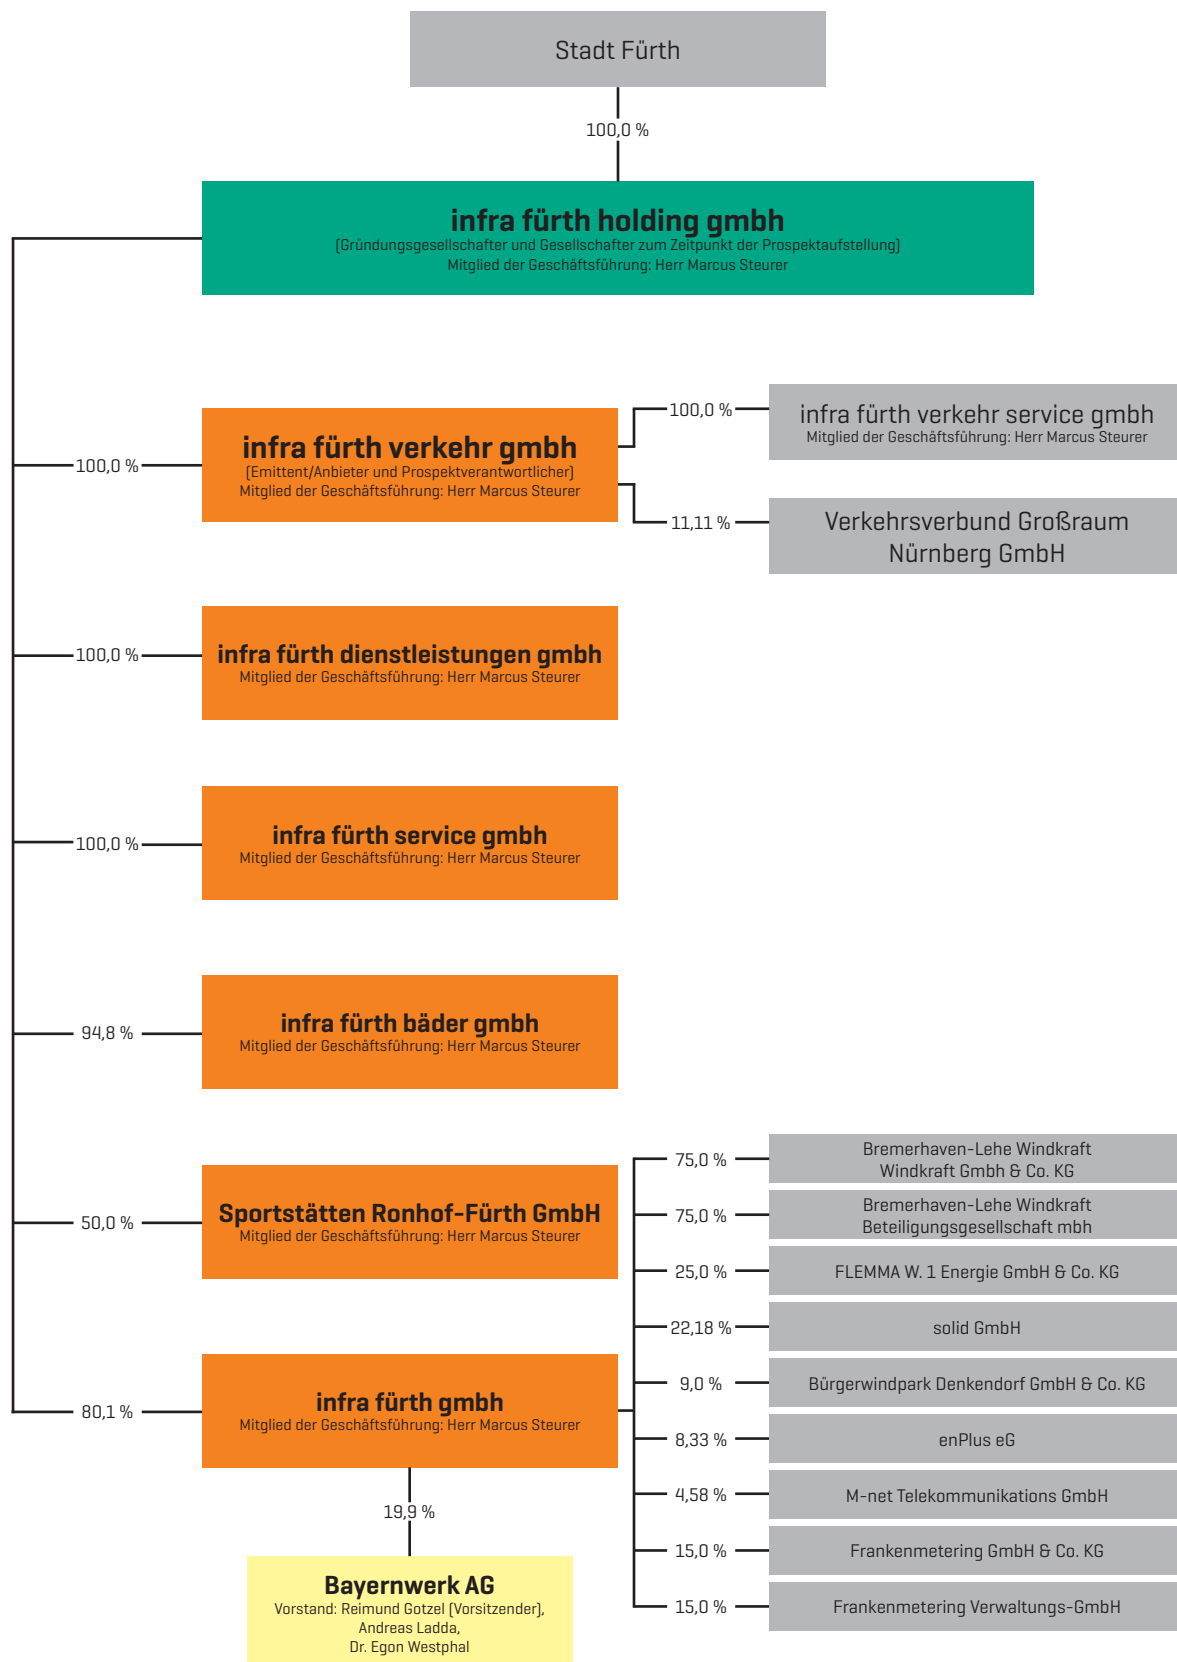 Stadt Fürth
100,0 %
infra fürth holding gmbh
(Gründungsgesellschafter und Gesellschafter zum Zeitpunkt der Prospektaufstellung)
Mitglied der Geschäftsführung: Herr Marcus Steurer
100,0 %
infra fürth verkehr gmbh
(Emittent/Anbieter und Prospektverantwortlicher)
Mitglied der Geschäftsführung: Herr Marcus Steurer
100,0 %
infra fürth verkehr service gmbh
Mitglied der Geschäftsführung: Herr Marcus Steurer
11,11 %
Verkehrsverbund Großraum
Nürnberg GmbH
100,0 %
infra fürth dienstleistungen gmbh
Mitglied der Geschäftsführung: Herr Marcus Steurer
100,0 %
infra fürth service gmbh
Mitglied der Geschäftsführung: Herr Marcus Steurer
94,8 %
infra fürth bäder gmbh
Mitglied der Geschäftsführung: Herr Marcus Steurer
50,0 %
Sportstätten Ronhof-Fürth GmbH
Mitglied der Geschäftsführung: Herr Marcus Steurer
80,1 %
infra fürth gmbh
Mitglied der Geschäftsführung: Herr Marcus Steurer
75,0 %
Bremerhaven-Lehe Windkraft
Windkraft Gmbh & Co. KG
75,0 %
Bremerhaven-Lehe Windkraft
Beteiligungsgesellschaft mbh
25,0 %
FLEMMA W. 1 Energie GmbH & Co. KG
22,18 %
solid GmbH
9,0 %
Bürgerwindpark Denkendorf GmbH & Co. KG
8,33 %
enPlus eG
4,58 %
M-net Telekommunikations GmbH
15,0 %
Frankenmetering GmbH & Co. KG
15,0 %
Frankenmetering Verwaltungs-GmbH
19,9 %
Bayernwerk AG
Vorstand: Reimund Gotzel (Vorsitzender),
Andreas Ladda,
Dr. Egon Westphal